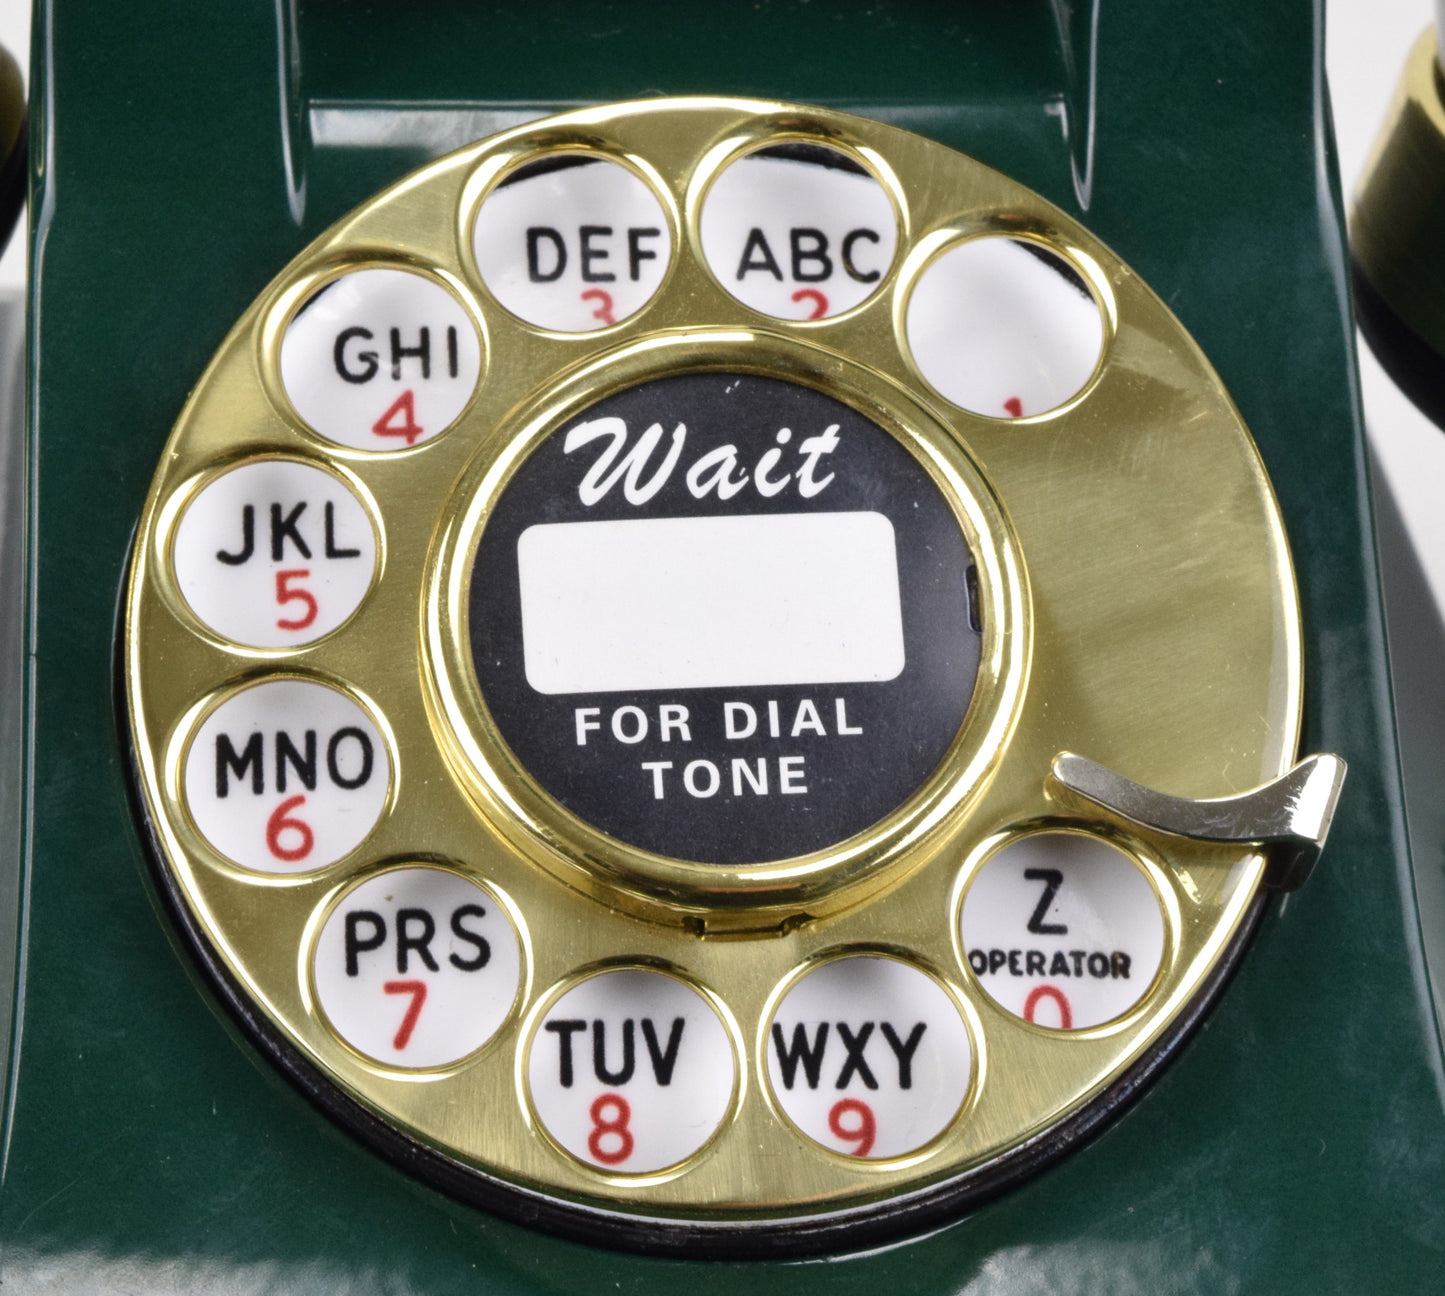 DEF
3
ABC
2
1
GHI
4
JKL
5
MNO
6
PRS
7
TUV
8
WXY
9
Z
OPERATOR
0
Wait
FOR DIAL
TONE